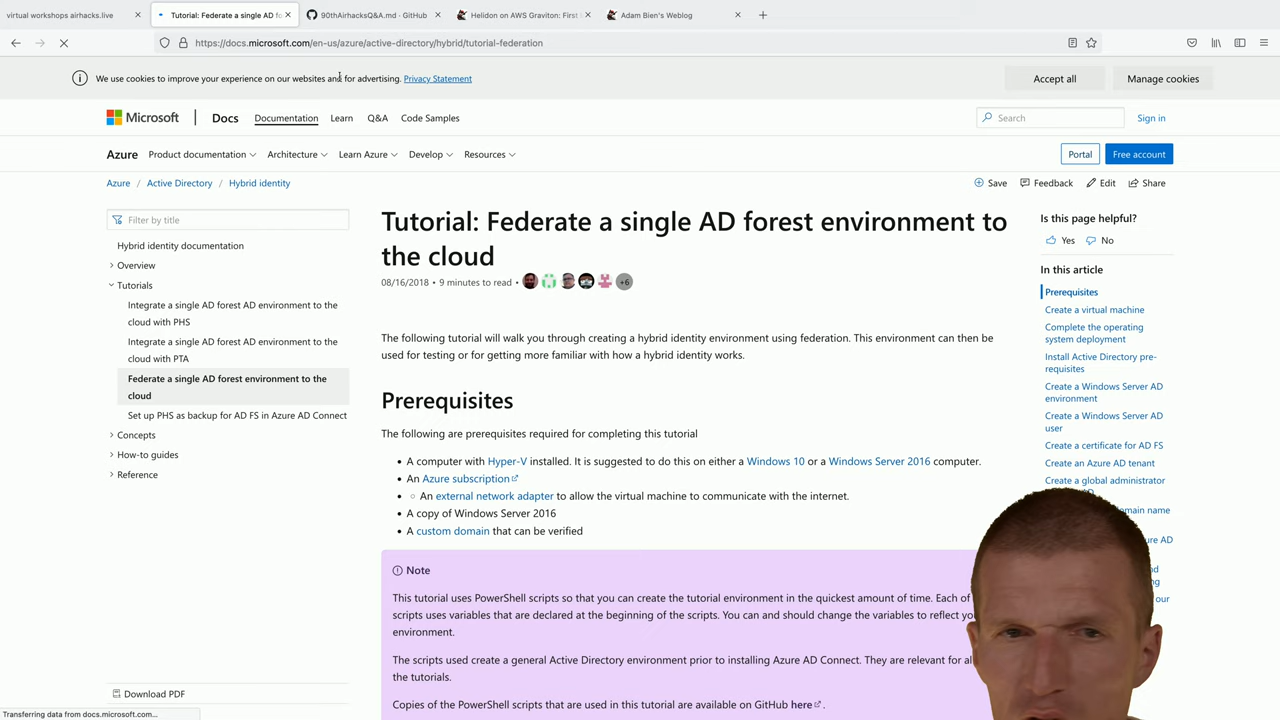 virtual workshops airhacks.live
Tutorial: Federate a single AD fo
90thAirhacksQ&A.md · GitHub
Helidon on AWS Graviton: First
Adam Bien's Weblog
https://docs.microsoft.com/en-us/azure/active-directory/hybrid/tutorial-federation
We use cookies to improve your experience on our websites and for advertising. Privacy Statement
Accept all
Manage cookies
Microsoft
Docs
Documentation
Learn
Q&A
Code Samples
Search
Sign in
Azure
Product documentation
Architecture
Learn Azure
Develop
Resources
Portal
Free account
Azure / Active Directory / Hybrid identity
Save
Feedback
Edit
Share
Filter by title
Hybrid identity documentation
Overview
Tutorials
Integrate a single AD forest AD environment to the
cloud with PHS
Integrate a single AD forest AD environment to the
cloud with PTA
Federate a single AD forest environment to the
cloud
Set up PHS as backup for AD FS in Azure AD Connect
Concepts
How-to guides
Reference
Download PDF
Tutorial: Federate a single AD forest environment to
the cloud
08/16/2018 • 9 minutes to read •
+6
The following tutorial will walk you through creating a hybrid identity environment using federation. This environment can then be
used for testing or for getting more familiar with how a hybrid identity works.
Prerequisites
The following are prerequisites required for completing this tutorial
• A computer with Hyper-V installed. It is suggested to do this on either a Windows 10 or a Windows Server 2016 computer.
• An Azure subscription
• ○ An external network adapter to allow the virtual machine to communicate with the internet.
• A copy of Windows Server 2016
• A custom domain that can be verified
Note
This tutorial uses PowerShell scripts so that you can create the tutorial environment in the quickest amount of time. Each of
scripts uses variables that are declared at the beginning of the scripts. You can and should change the variables to reflect
environment.
The scripts used create a general Active Directory environment prior to installing Azure AD Connect. They are relevant for
the tutorials.
Copies of the PowerShell scripts that are used in this tutorial are available on GitHub here.
Is this page helpful?
Yes
No
In this article
Prerequisites
Create a virtual machine
Complete the operating
system deployment
Install Active Directory pre-
requisites
Create a Windows Server AD
environment
Create a Windows Server AD
user
Create a certificate for AD FS
Create an Azure AD tenant
Create a global administrator
domain name
AD
our
Transferring data from docs.microsoft.com...